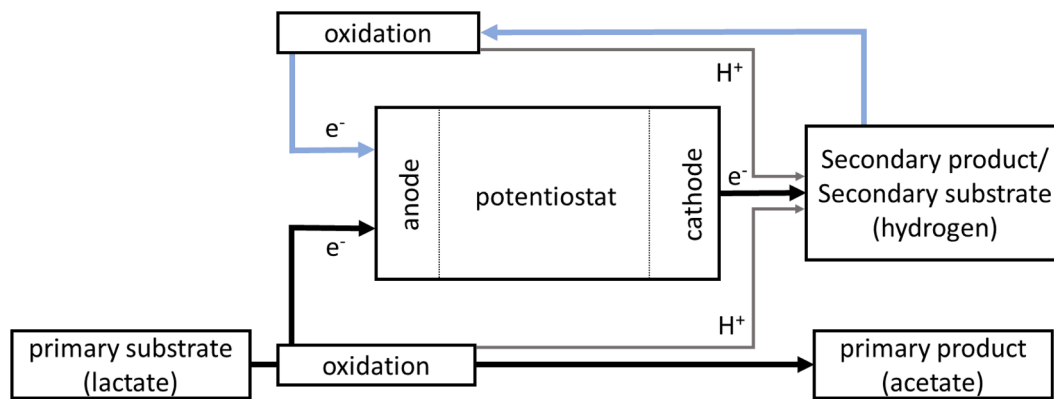 oxidation
H+
e-
anode
potentiostat
cathode
e-
Secondary product/
Secondary substrate
(hydrogen)
e-
H+
primary substrate
(lactate)
oxidation
primary product
(acetate)